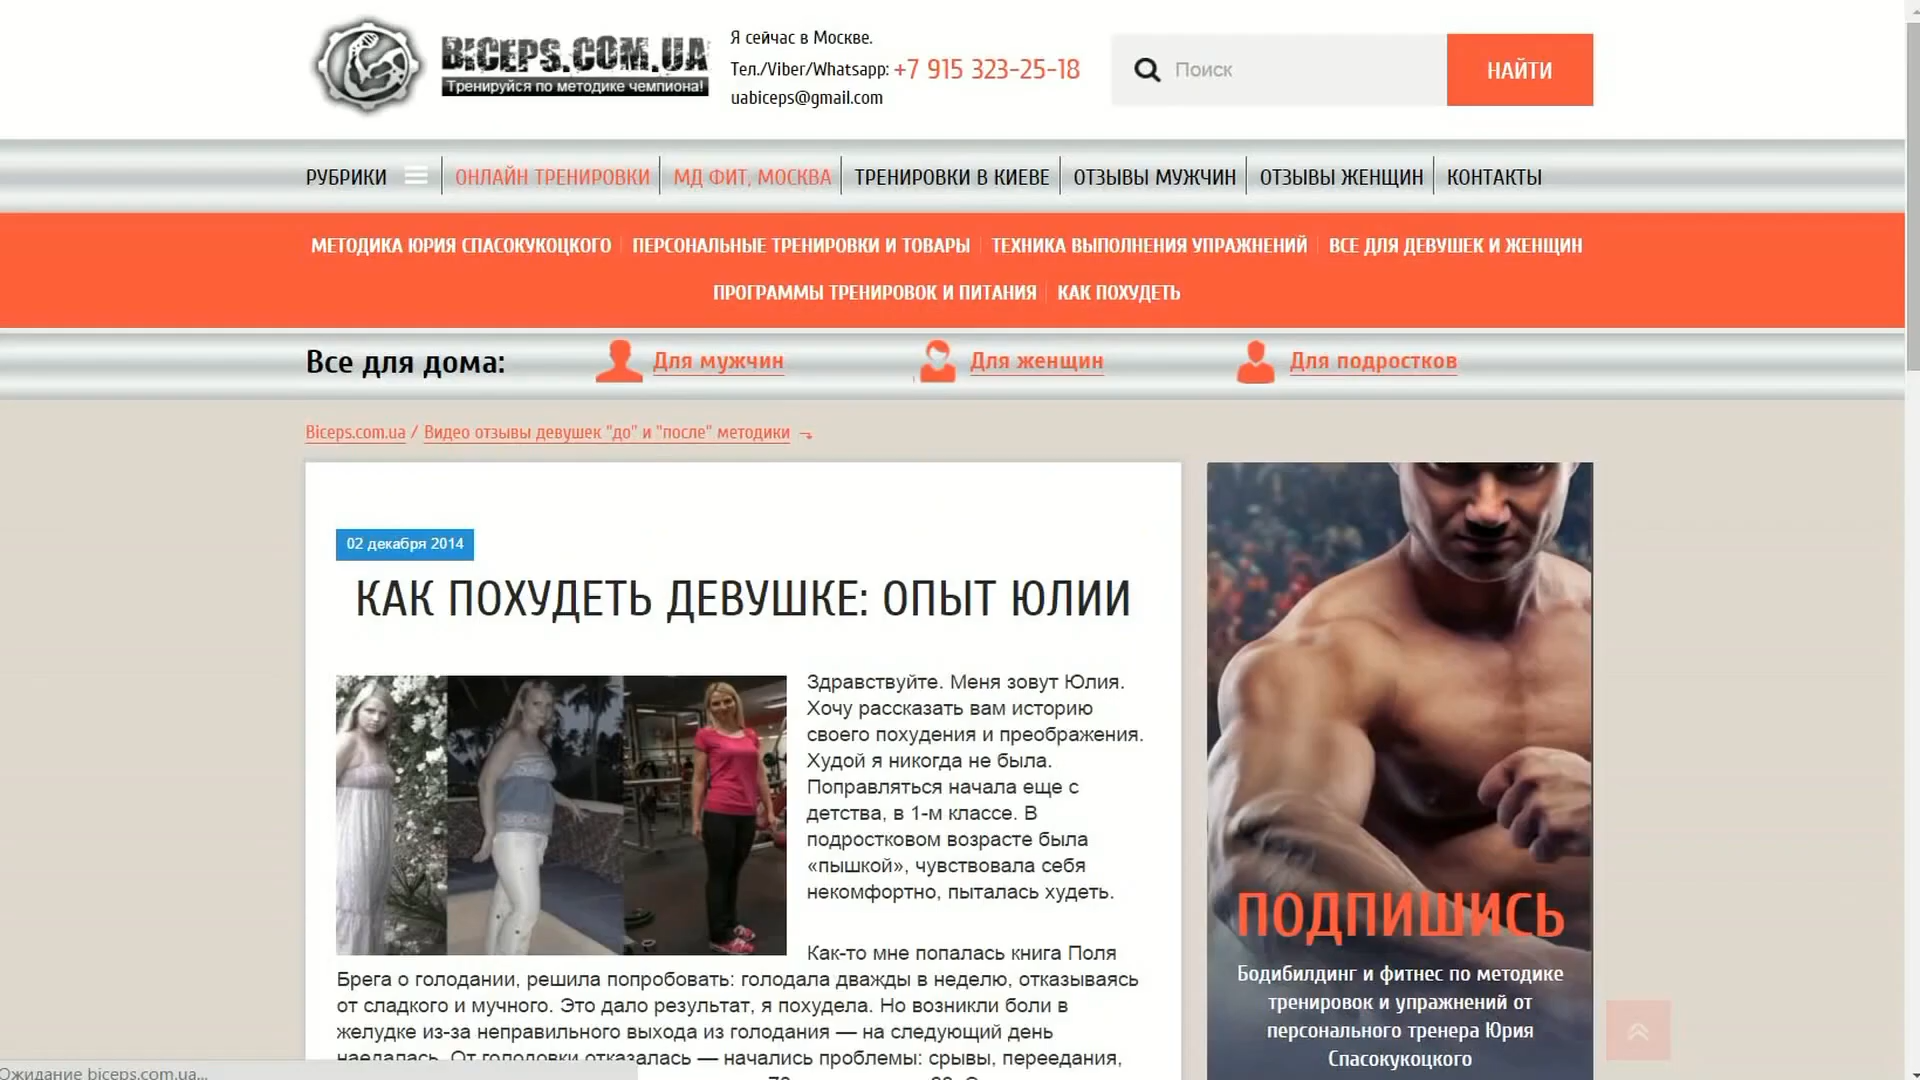 BICEPS.COM.UA
Тренируйся по методике чемпиона!
Я сейчас в Москве.
Тел./Viber/Whatsapp: +7 915 323-25-18
uabiceps@gmail.com
Поиск
НАЙТИ
РУБРИКИ
ОНЛАЙН ТРЕНИРОВКИ
МД ФИТ, МОСКВА
ТРЕНИРОВКИ В КИЕВЕ
ОТЗЫВЫ МУЖЧИН
ОТЗЫВЫ ЖЕНЩИН
КОНТАКТЫ
МЕТОДИКА ЮРИЯ СПАСОКУКОЦКОГО
ПЕРСОНАЛЬНЫЕ ТРЕНИРОВКИ И ТОВАРЫ
ТЕХНИКА ВЫПОЛНЕНИЯ УПРАЖНЕНИЙ
ВСЕ ДЛЯ ДЕВУШЕК И ЖЕНЩИН
ПРОГРАММЫ ТРЕНИРОВОК И ПИТАНИЯ
КАК ПОХУДЕТЬ
Все для дома:
Для мужчин
Для женщин
Для подростков
Biceps.com.ua / Видео отзывы девушек "до" и "после" методики
02 декабря 2014
КАК ПОХУДЕТЬ ДЕВУШКЕ: ОПЫТ ЮЛИИ
Здравствуйте. Меня зовут Юлия.
Хочу рассказать вам историю
своего похудения и преображения.
Худой я никогда не была.
Поправляться начала еще с
детства, в 1-м классе. В
подростковом возрасте была
«пышкой», чувствовала себя
некомфортно, пыталась худеть.
Как-то мне попалась книга Поля
Брега о голодании, решила попробовать: голодала дважды в неделю, отказываясь
от сладкого и мучного. Это дало результат, я похудела. Но возникли боли в
желудке из-за неправильного выхода из голодания — на следующий день
наедалась. От голодовки отказалась — начались проблемы: срывы, переедания,
ПОДПИШИСЬ
Бодибилдинг и фитнес по методике
тренировок и упражнений от
персонального тренера Юрия
Спасокукоцкого
Ожидание biceps.com.ua...